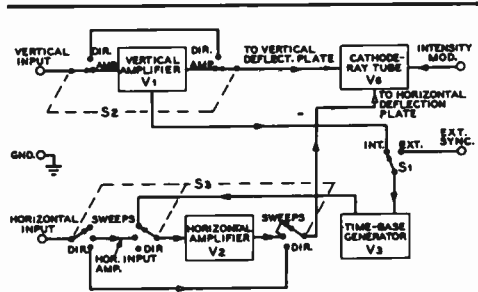 DIR.
DIR.
TO VERTICAL
DEFLECT. PLATE
CATHODE-
RAY TUBE
V6
INTENSITY
MOD.
VERTICAL
INPUT
AMP.
VERTICAL
AMPLIFIER
V1
AMP.
S2
TO HORIZONTAL
DEFLECTION
PLATE
GND.
INT.
EXT.
EXT.
SYNC.
S1
S3
HORIZONTAL
INPUT
SWEEPS
DIR.
HOR. INPUT
AMP.
DIR.
HORIZONTAL
AMPLIFIER
V2
SWEEPS
DIR.
TIME-BASE
GENERATOR
V3